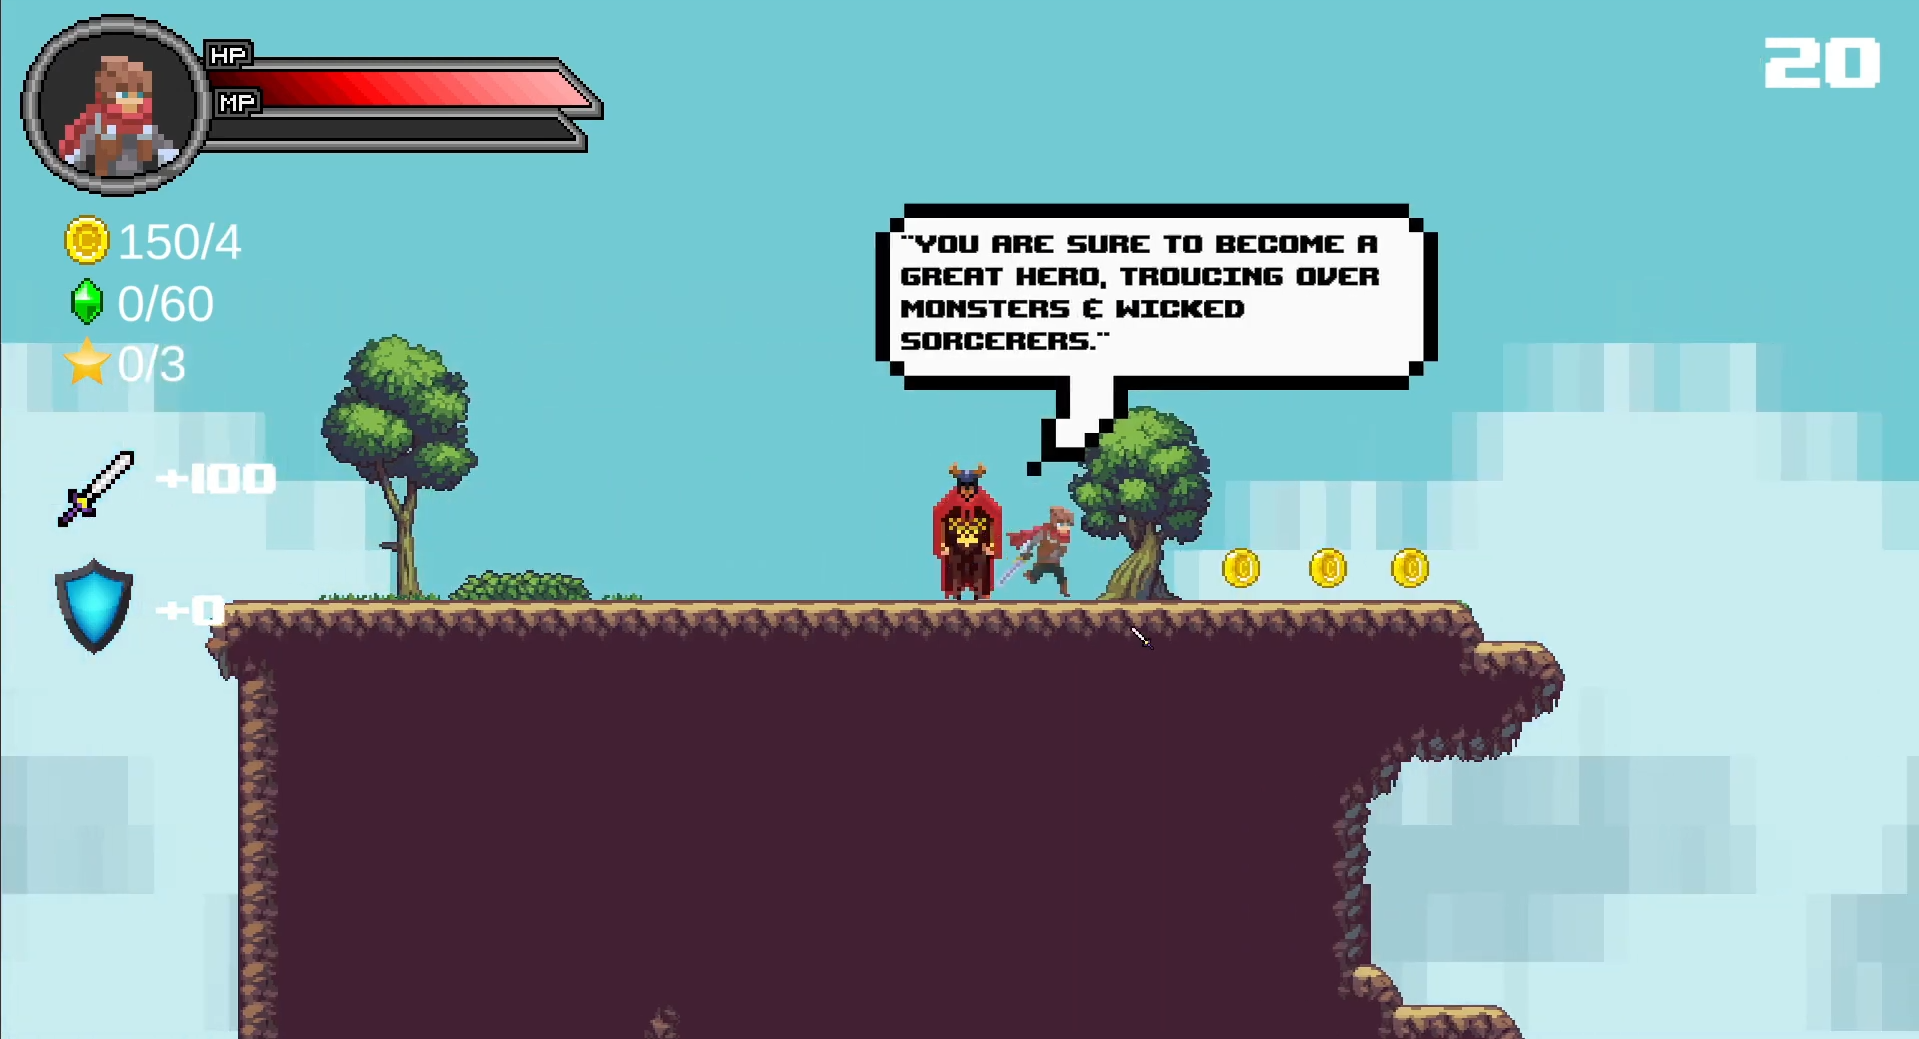 HP
MP
20
150/4
0/60
0/3
+100
+0
"YOU ARE SURE TO BECOME A
GREAT HERO, TROUCING OVER
MONSTERS & WICKED
SORCERERS."